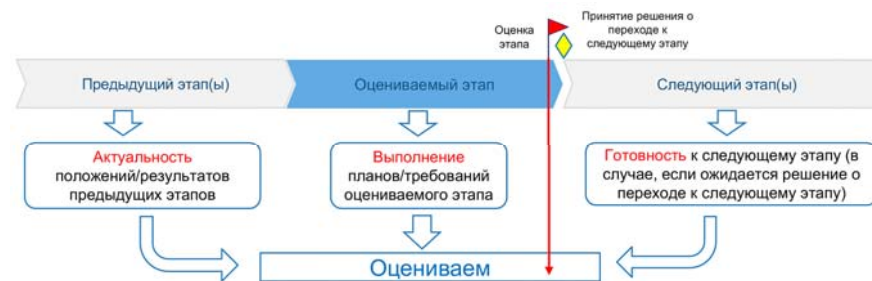 Оценка
этапа
Принятие решения о
переходе к
следующему этапу
Предыдущий этап(ы)
Оцениваемый этап
Следующий этап(ы)
Актуальность
положений/результатов
предыдущих этапов
Выполнение
планов/требований
оцениваемого этапа
Готовность к следующему этапу (в
случае, если ожидается решение о
переходе к следующему этапу)
Оцениваем